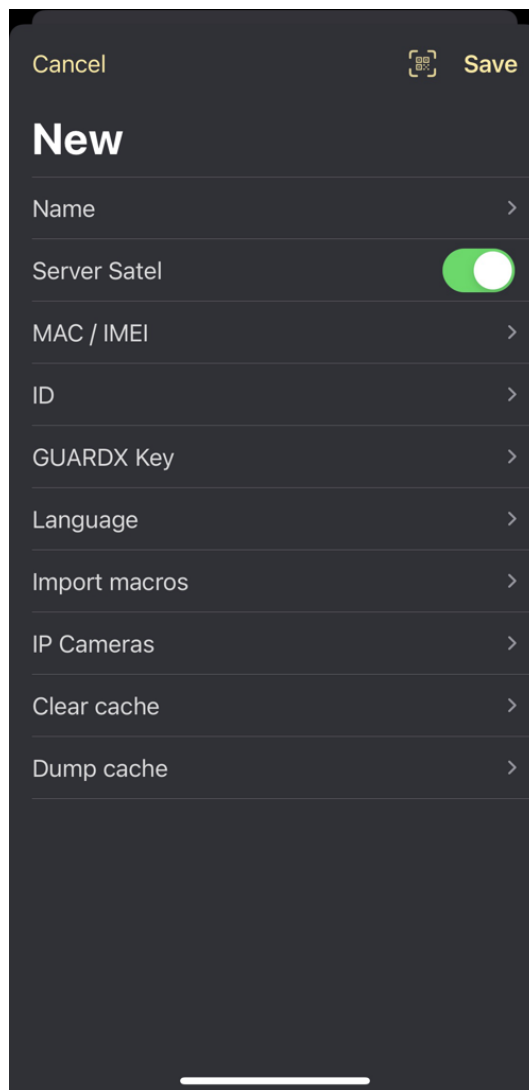 Cancel
Save
New
Name
Server Satel
MAC / IMEI
ID
GUARDX Key
Language
Import macros
IP Cameras
Clear cache
Dump cache